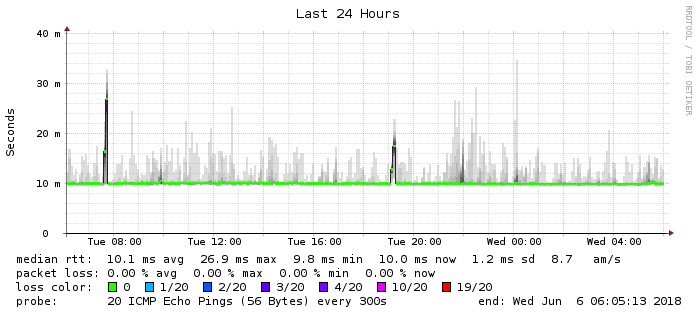 Last 24 Hours
RRDTOOL / TOBI OETIKER
Seconds
40 m
30 m
20 m
10 m
0
Tue 08:00 Tue 12:00 Tue 16:00 Tue 20:00 Wed 00:00 Wed 04:00
median rtt: 10.1 ms avg 26.9 ms max 9.8 ms min 10.0 ms now 1.2 ms sd 8.7 am/s
packet loss: 0.00 % avg 0.00 % max 0.00 % min 0.00 % now
loss color: 0 1/20 2/20 3/20 4/20 10/20 19/20
probe: 20 ICMP Echo Pings (56 Bytes) every 300s end: Wed Jun 6 06:05:13 2018